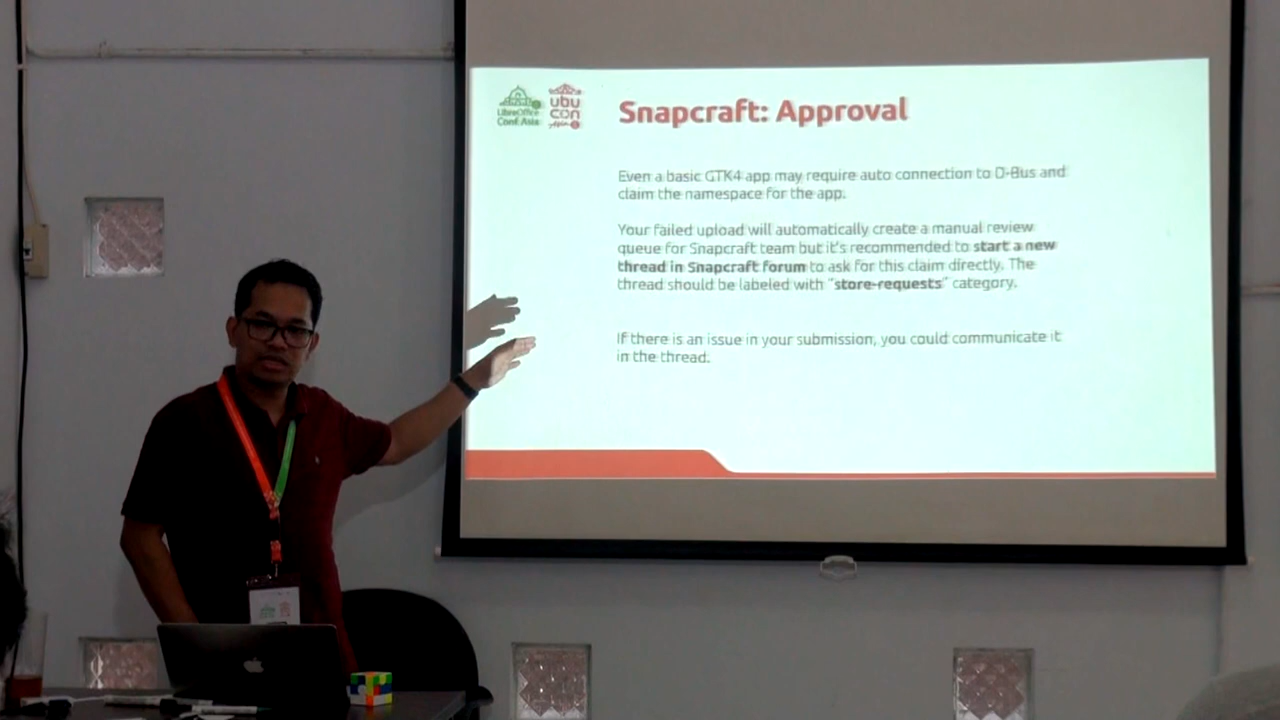 LibreOffice
Conf Asia
ubu
con
Asia
Snapcraft: Approval
Even a basic GTK4 app may require auto connection to D-Bus and
claim the namespace for the app.
Your failed upload will automatically create a manual review
queue for Snapcraft team but it's recommended to start a new
thread in Snapcraft forum to ask for this claim directly. The
thread should be labeled with "store-requests" category.
If there is an issue in your submission, you could communicate it
in the thread.